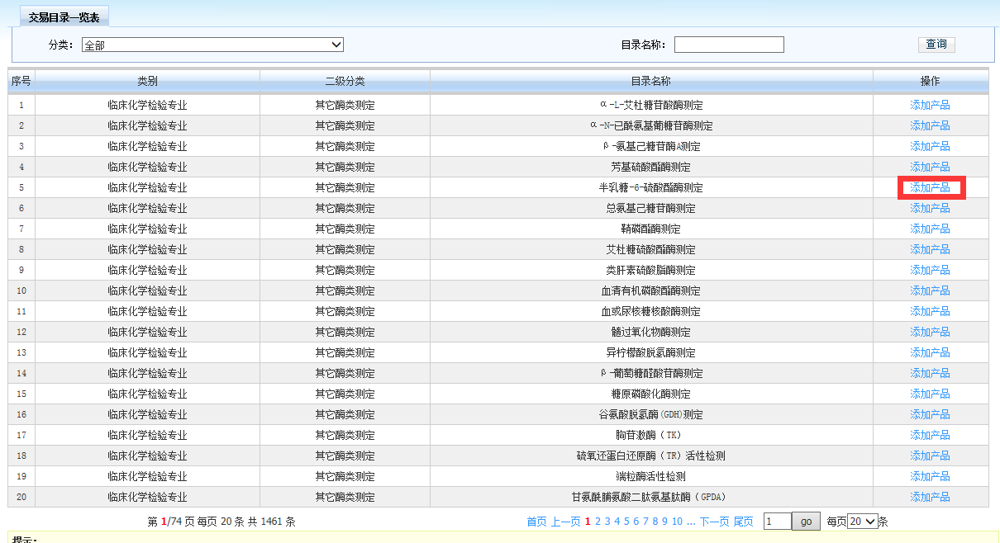 交易目录一览表
分类: 全部 目录名称: 查询
序号 类别 二级分类 目录名称 操作
1 临床化学检验专业 其它酶类测定 α-L-艾杜糖苷酸酶测定 添加产品
2 临床化学检验专业 其它酶类测定 α-N-已酰氨基葡糖苷酶测定 添加产品
3 临床化学检验专业 其它酶类测定 β-氨基己糖苷酶A测定 添加产品
4 临床化学检验专业 其它酶类测定 芳基硫酸酯酶测定 添加产品
5 临床化学检验专业 其它酶类测定 半乳糖-6-硫酸酯酶测定 添加产品
6 临床化学检验专业 其它酶类测定 总氨基己糖苷酶测定 添加产品
7 临床化学检验专业 其它酶类测定 鞘磷酯酶测定 添加产品
8 临床化学检验专业 其它酶类测定 艾杜糖硫酸酯酶测定 添加产品
9 临床化学检验专业 其它酶类测定 类肝素硫酸脂酶测定 添加产品
10 临床化学检验专业 其它酶类测定 血清有机磷酸酯酶测定 添加产品
11 临床化学检验专业 其它酶类测定 血或尿核糖核酸酶测定 添加产品
12 临床化学检验专业 其它酶类测定 髓过氧化物酶测定 添加产品
13 临床化学检验专业 其它酶类测定 异柠檬酸脱氢酶测定 添加产品
14 临床化学检验专业 其它酶类测定 β-葡萄糖醛酸苷酶测定 添加产品
15 临床化学检验专业 其它酶类测定 糖原磷酸化酶测定 添加产品
16 临床化学检验专业 其它酶类测定 谷氨酸脱氢酶(GDH)测定 添加产品
17 临床化学检验专业 其它酶类测定 胸苷激酶（TK） 添加产品
18 临床化学检验专业 其它酶类测定 硫氧还蛋白还原酶（TR）活性检测 添加产品
19 临床化学检验专业 其它酶类测定 端粒酶活性检测 添加产品
20 临床化学检验专业 其它酶类测定 甘氨酰脯氨酸二肽氨基肽酶（GPDA） 添加产品
第 1/74 页 每页 20 条 共 1461 条 首页 上一页 1 2 3 4 5 6 7 8 9 10 ... 下一页 尾页 1 go 每页 20 条
提示: